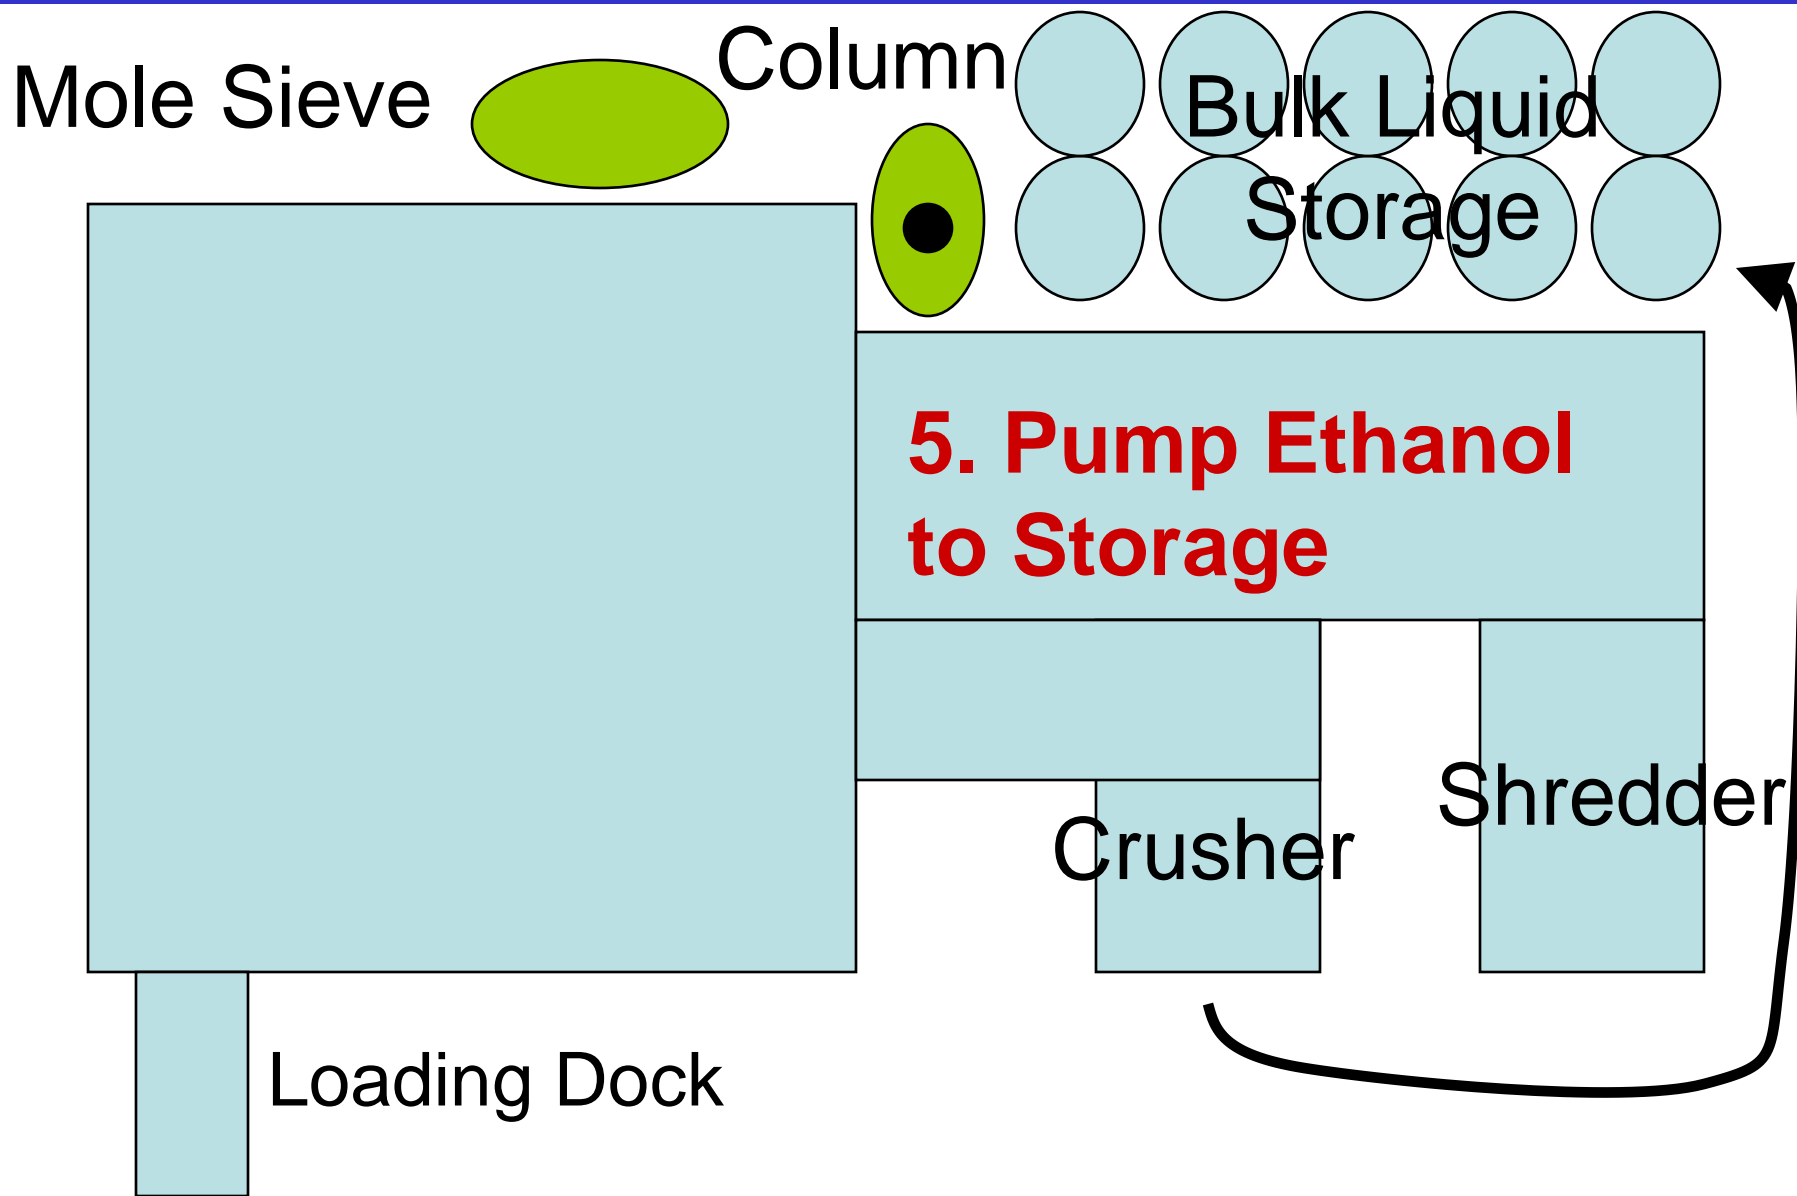 Column
Mole Sieve
Bulk Liquid
Storage
5. Pump Ethanol
to Storage
Shredder
Crusher
Loading Dock